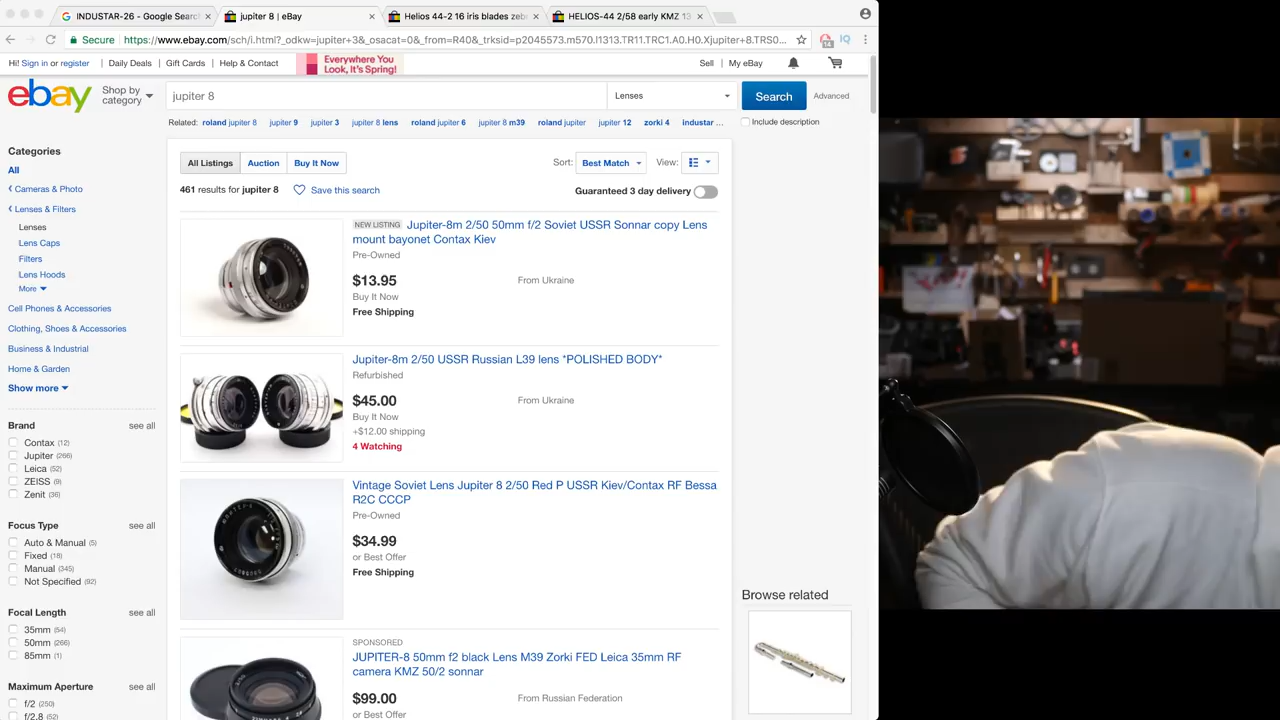 INDUSTAR-26 - Google Searc
jupiter 8 | eBay
Helios 44-2 16 iris blades zeb
HELIOS-44 2/58 early KMZ 13
Secure
https://www.ebay.com/sch/i.html?_odkw=jupiter+3&_osacat=0&_from=R40&_trksid=p2045573.m570.l1313.TR11.TRC1.A0.H0.Xjupiter+8.TRS0...
14
IQ
Hi! Sign in or register
Daily Deals
Gift Cards
Help & Contact
Everywhere You
Look, It's Spring!
Sell
My eBay
ebay
Shop by
category
jupiter 8
Lenses
Search
Advanced
Related:
roland jupiter 8
jupiter 9
jupiter 3
jupiter 8 lens
roland jupiter 6
jupiter 8 m39
roland jupiter
jupiter 12
zorki 4
industar ...
Include description
Categories
All
Cameras & Photo
Lenses & Filters
Lenses
Lens Caps
Filters
Lens Hoods
More
Cell Phones & Accessories
Clothing, Shoes & Accessories
Business & Industrial
Home & Garden
Show more
Brand
see all
Contax (12)
Jupiter (266)
Leica (52)
ZEISS (9)
Zenit (36)
Focus Type
see all
Auto & Manual (5)
Fixed (18)
Manual (345)
Not Specified (92)
Focal Length
see all
35mm (54)
50mm (266)
85mm (1)
Maximum Aperture
see all
f/2 (250)
f/2.8 (52)
All Listings
Auction
Buy It Now
Sort:
Best Match
View:
461 results for jupiter 8
Save this search
Guaranteed 3 day delivery
NEW LISTING
Jupiter-8m 2/50 50mm f/2 Soviet USSR Sonnar copy Lens
mount bayonet Contax Kiev
Pre-Owned
$13.95
From Ukraine
Buy It Now
Free Shipping
Jupiter-8m 2/50 USSR Russian L39 lens *POLISHED BODY*
Refurbished
$45.00
From Ukraine
Buy It Now
+$12.00 shipping
4 Watching
Vintage Soviet Lens Jupiter 8 2/50 Red P USSR Kiev/Contax RF Bessa
R2C CCCP
Pre-Owned
$34.99
or Best Offer
Free Shipping
SPONSORED
JUPITER-8 50mm f2 black Lens M39 Zorki FED Leica 35mm RF
camera KMZ 50/2 sonnar
$99.00
From Russian Federation
or Best Offer
Browse related